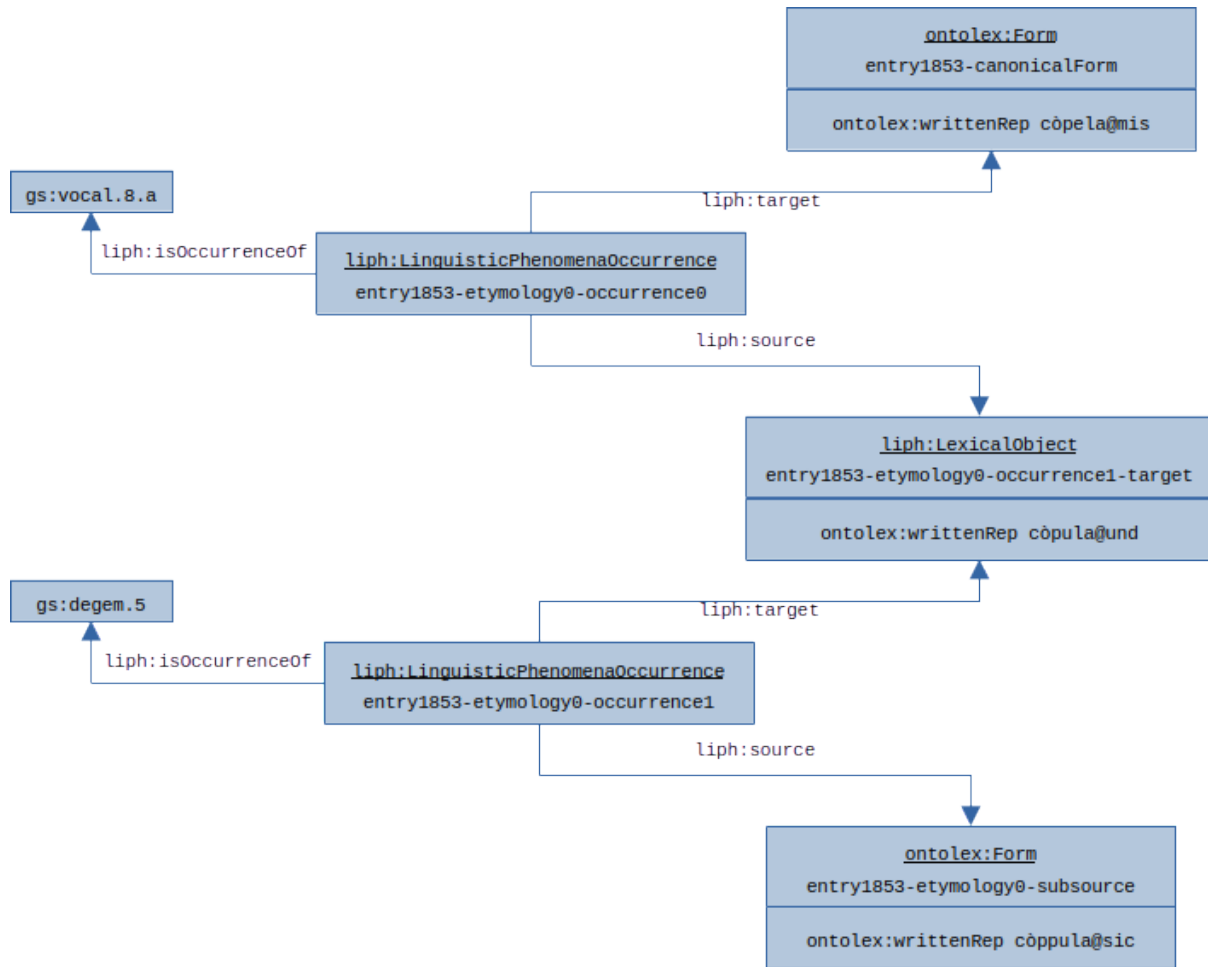 ontolex:Form
entry1853-canonicalForm
ontolex:writtenRep còpela@mis
gs:vocal.8.a
liph:target
liph:isOccurrenceOf
liph:LinguisticPhenomenaOccurrence
entry1853-etymology0-occurrence0
liph:source
liph:LexicalObject
entry1853-etymology0-occurrence1-target
ontolex:writtenRep còpula@und
gs:degem.5
liph:target
liph:isOccurrenceOf
liph:LinguisticPhenomenaOccurrence
entry1853-etymology0-occurrence1
liph:source
ontolex:Form
entry1853-etymology0-subsource
ontolex:writtenRep còppula@sic